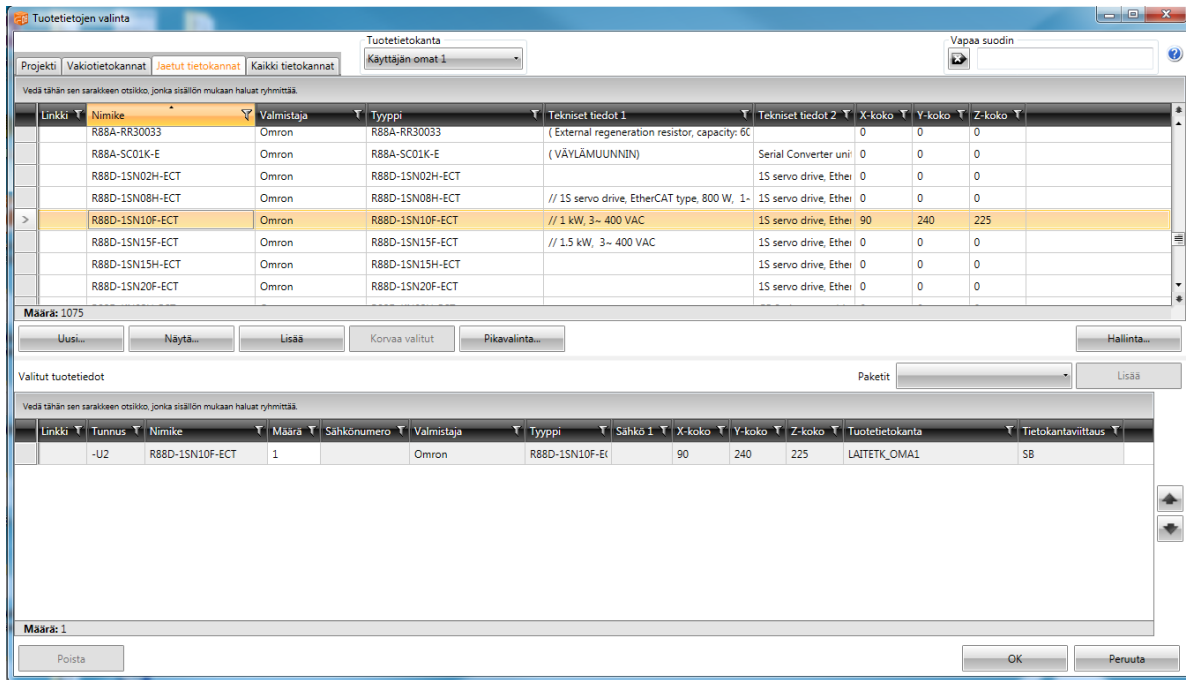 Tuotetietojen valinta
Tuotetietokanta
Käyttäjän omat 1
Vapaa suodin
Projekti Vakiotietokannat Jaetut tietokannat Kaikki tietokannat
Vedä tähän sen sarakkeen otsikko, jonka sisällön mukaan haluat ryhmittää.
Linkki Nimike Valmistaja Tyyppi Tekniset tiedot 1 Tekniset tiedot 2 X-koko Y-koko Z-koko
R88A-RR30033 Omron R88A-RR30033 ( External regeneration resistor, capacity: 60 0 0 0
R88A-SC01K-E Omron R88A-SC01K-E ( VÄYLÄMUUNNIN) Serial Converter unit 0 0 0
R88D-1SN02H-ECT Omron R88D-1SN02H-ECT 1S servo drive, Ether 0 0 0
R88D-1SN08H-ECT Omron R88D-1SN08H-ECT // 1S servo drive, EtherCAT type, 800 W, 1~ 1S servo drive, Ether 0 0 0
> R88D-1SN10F-ECT Omron R88D-1SN10F-ECT // 1 kW, 3~ 400 VAC 1S servo drive, Ether 90 240 225
R88D-1SN15F-ECT Omron R88D-1SN15F-ECT // 1.5 kW, 3~ 400 VAC 1S servo drive, Ether 0 0 0
R88D-1SN15H-ECT Omron R88D-1SN15H-ECT 1S servo drive, Ether 0 0 0
R88D-1SN20F-ECT Omron R88D-1SN20F-ECT 1S servo drive, Ether 0 0 0
Määrä: 1075
Uusi... Näytä... Lisää Korvaa valitut Pikavalinta... Hallinta...
Valitut tuotetiedot Paketit Lisää
Vedä tähän sen sarakkeen otsikko, jonka sisällön mukaan haluat ryhmittää.
Linkki Tunnus Nimike Määrä Sähkönumero Valmistaja Tyyppi Sähkö 1 X-koko Y-koko Z-koko Tuotetietokanta Tietokantaviittaus
-U2 R88D-1SN10F-ECT 1 Omron R88D-1SN10F-E( 90 240 225 LAITETK_OMA1 SB
Määrä: 1
Poista OK Peruuta